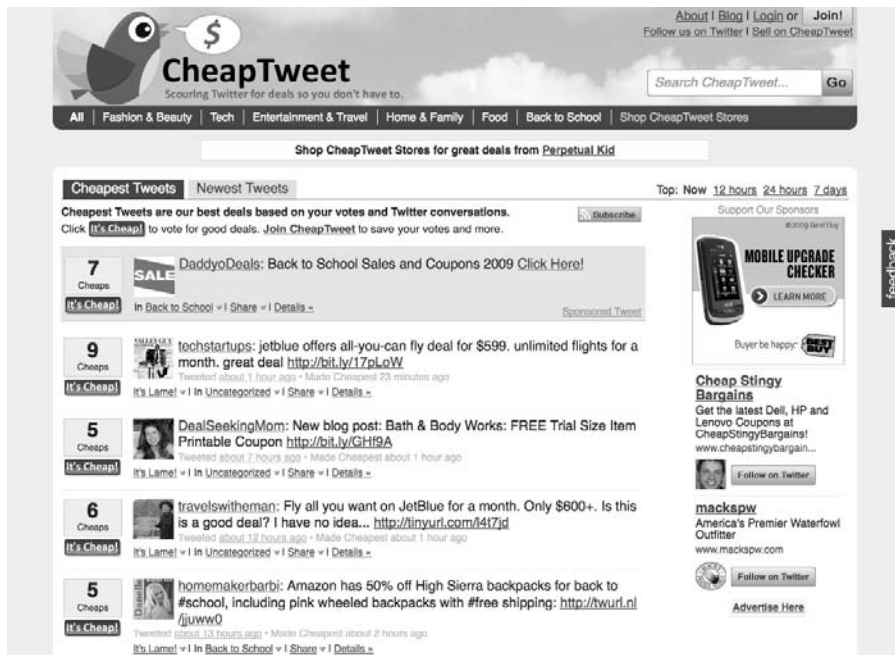 About | Blog | Login or Join!
Follow us on Twitter | Sell on CheapTweet
$
CheapTweet
Scouring Twitter for deals so you don't have to.
Search CheapTweet... Go
All | Fashion & Beauty | Tech | Entertainment & Travel | Home & Family | Food | Back to School | Shop CheapTweet Stores
Shop CheapTweet Stores for great deals from Perpetual Kid
Cheapest Tweets Newest Tweets
Top: Now 12 hours 24 hours 7 days
Cheapest Tweets are our best deals based on your votes and Twitter conversations.
Click It's Cheap! to vote for good deals. Join CheapTweet to save your votes and more.
Subscribe
7
Cheaps
It's Cheap!
SALE
DaddyoDeals: Back to School Sales and Coupons 2009 Click Here!
In Back to School | Share | Details »
Sponsored Tweet
9
Cheaps
It's Cheap!
techstartups: jetblue offers all-you-can fly deal for $599. unlimited flights for a
month. great deal http://bit.ly/17pLoW
Tweeted about 1 hour ago • Made Cheapest 23 minutes ago
It's Lame! | In Uncategorized | Share | Details »
5
Cheaps
It's Cheap!
DealSeekingMom: New blog post: Bath & Body Works: FREE Trial Size Item
Printable Coupon http://bit.ly/GHf9A
Tweeted about 7 hours ago • Made Cheapest about 1 hour ago
It's Lame! | In Uncategorized | Share | Details »
6
Cheaps
It's Cheap!
travelswitheman: Fly all you want on JetBlue for a month. Only $600+. Is this
is a good deal? I have no idea... http://tinyurl.com/l4t7jd
Tweeted about 12 hours ago • Made Cheapest about 1 hour ago
It's Lame! | In Uncategorized | Share | Details »
5
Cheaps
It's Cheap!
Danelle
homemakerbarbi: Amazon has 50% off High Sierra backpacks for back to
#school, including pink wheeled backpacks with #free shipping: http://twurl.nl
/jjuww0
Tweeted about 13 hours ago • Made Cheapest about 2 hours ago
It's Lame! | In Back to School | Share | Details »
Support Our Sponsors
©2009 Best Buy
MOBILE UPGRADE
CHECKER
LEARN MORE
Buyer be happy.
BEST
BUY
Cheap Stingy
Bargains
Get the latest Dell, HP and
Lenovo Coupons at
CheapStingyBargains!
www.cheapstingybargain...
Follow on Twitter
mackspw
America's Premier Waterfowl
Outfitter
www.mackspw.com
Follow on Twitter
Advertise Here
feedback